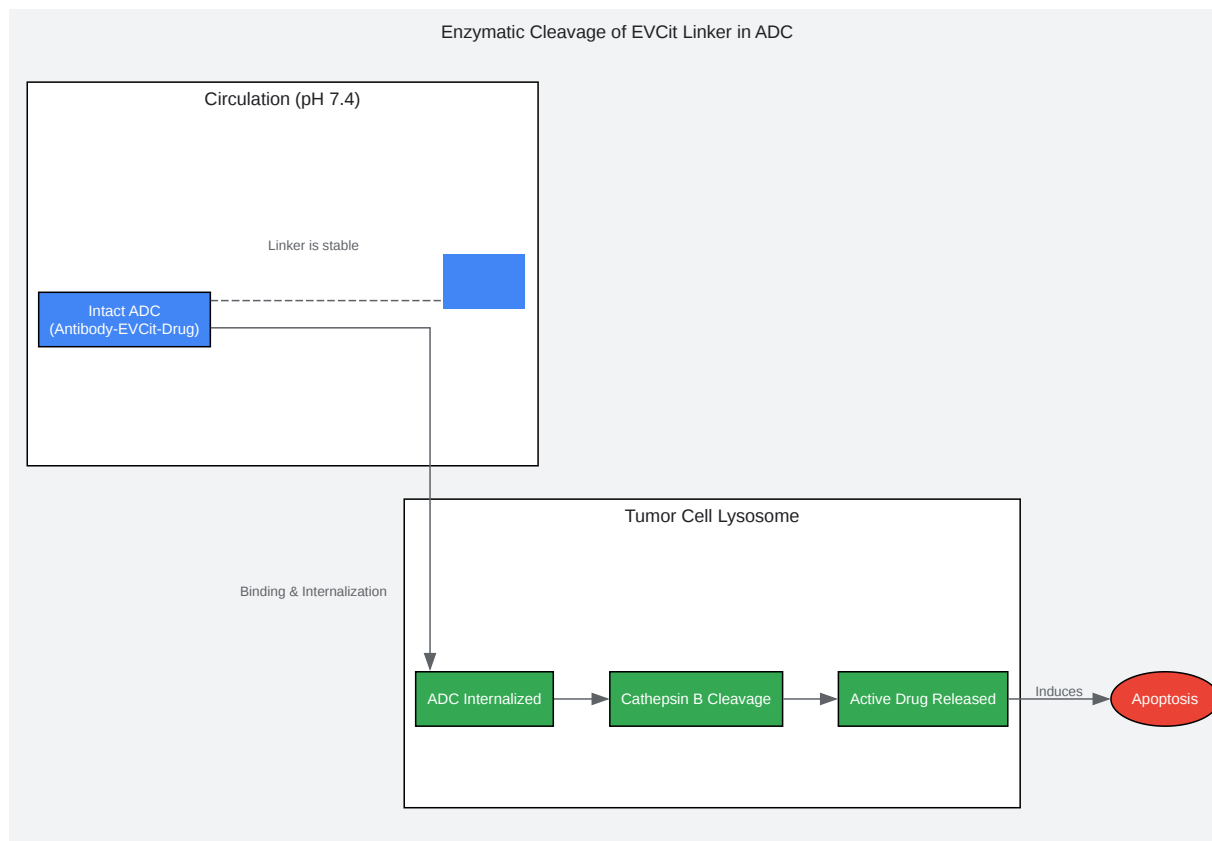 Enzymatic Cleavage of EVCit Linker in ADC
Circulation (pH 7.4)
Linker is stable
Intact ADC
(Antibody-EVCit-Drug)
Tumor Cell Lysosome
Binding & Internalization
ADC Internalized
Cathepsin B Cleavage
Active Drug Released
Induces
Apoptosis